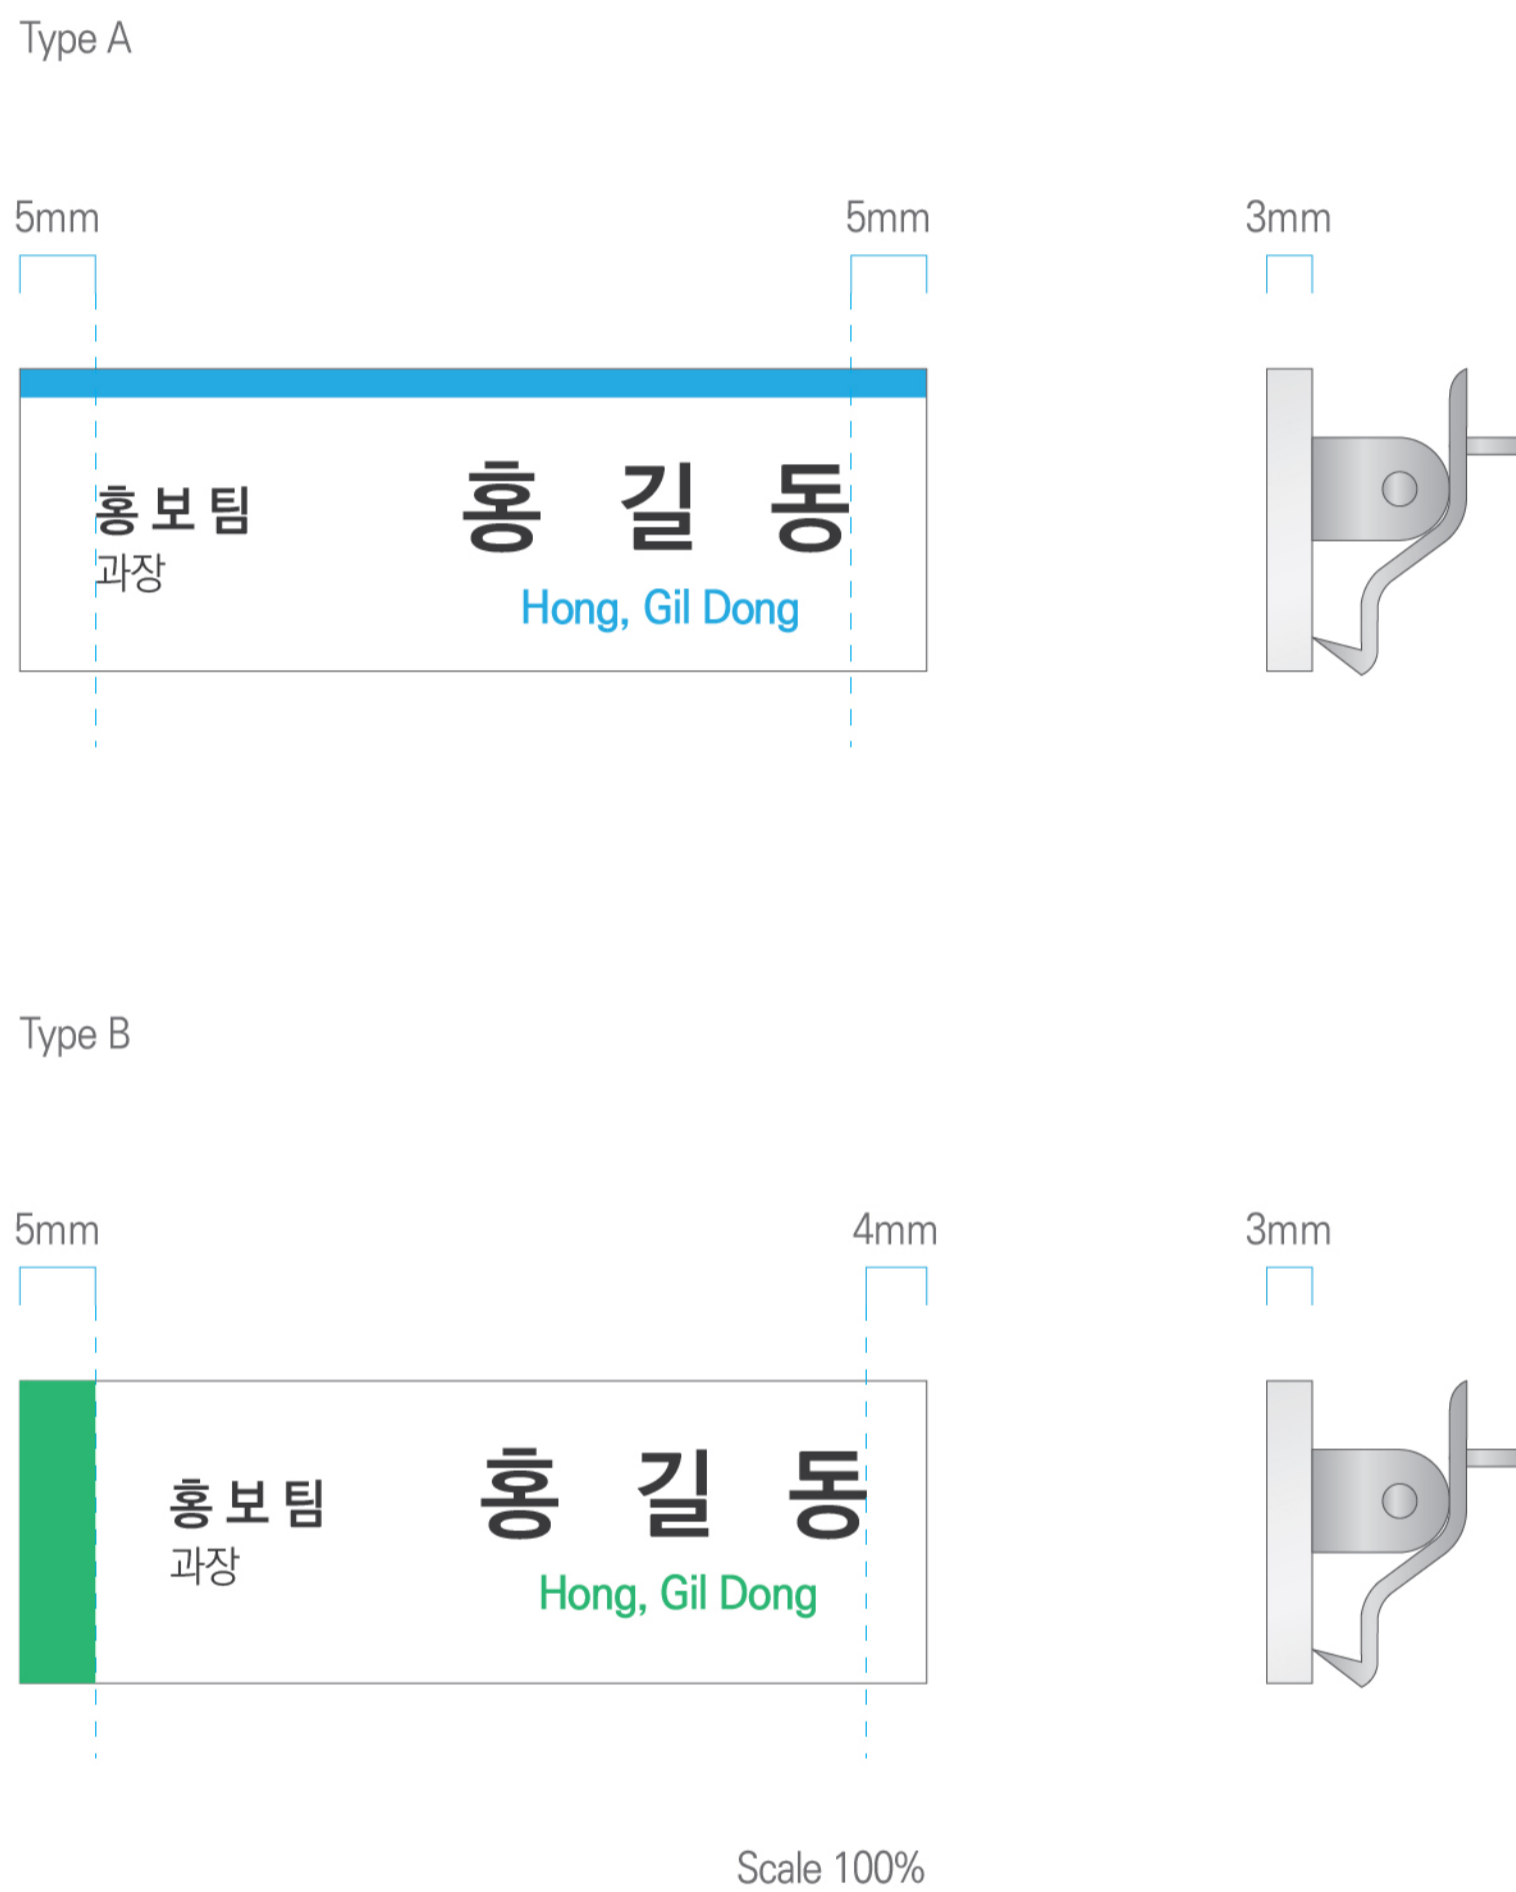 Type A
5mm 5mm 3mm
홍보팀
과장
홍 길 동
Hong, Gil Dong
Type B
5mm 4mm 3mm
홍보팀
과장
홍 길 동
Hong, Gil Dong
Scale 100%